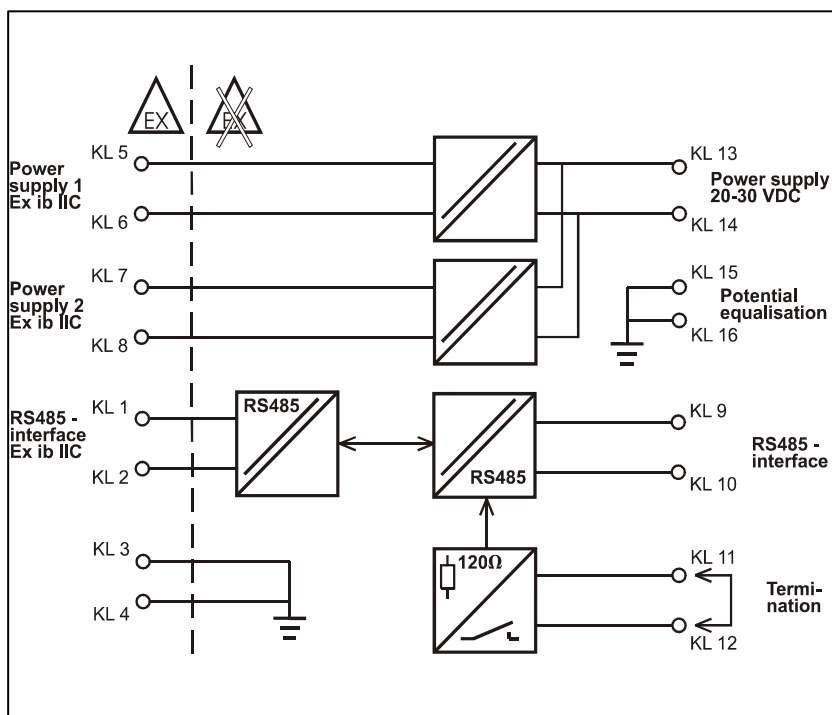 EX
EX
KL 5
Power
supply 1
Ex ib IIC
KL 6
KL 13
Power supply
20-30 VDC
KL 14
KL 7
Power
supply 2
Ex ib IIC
KL 8
KL 15
Potential
equalisation
KL 16
KL 1
RS485 -
interface
Ex ib IIC
KL 2
RS485
RS485
KL 9
RS485 -
interface
KL 10
KL 3
KL 4
120Ω
KL 11
Termi-
nation
KL 12